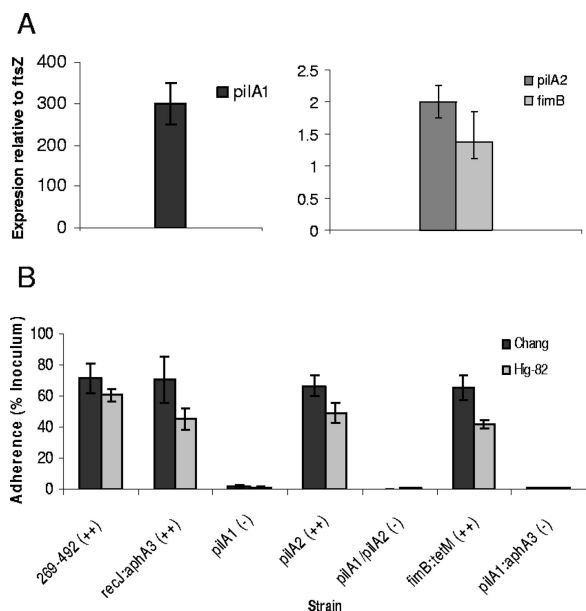 A
Expresion relative to ftsZ
400
300
200
100
0
pilA1
2.5
2
1.5
1
0.5
0
pilA2
fimB
B
Adherence (% Inoculum)
100
80
60
40
20
0
Chang
Hig-82
269-492 (++)
recJ:aphA3 (++)
pilA1 (-)
pilA2 (++)
pilA1/pilA2 (-)
fimB:tetM (++)
pilA1:aphA3 (-)
Strain